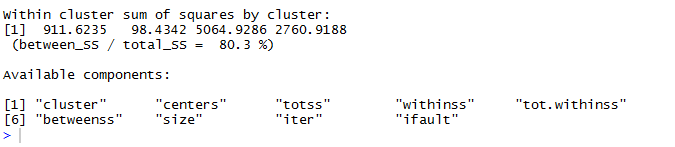 Within cluster sum of squares by cluster:
[1]  911.6235   98.4342 5064.9286 2760.9188
 (between_SS / total_SS =  80.3 %)
Available components:
[1] "cluster"      "centers"      "totss"        "withinss"     "tot.withinss"
[6] "betweenss"    "size"         "iter"         "ifault"
>